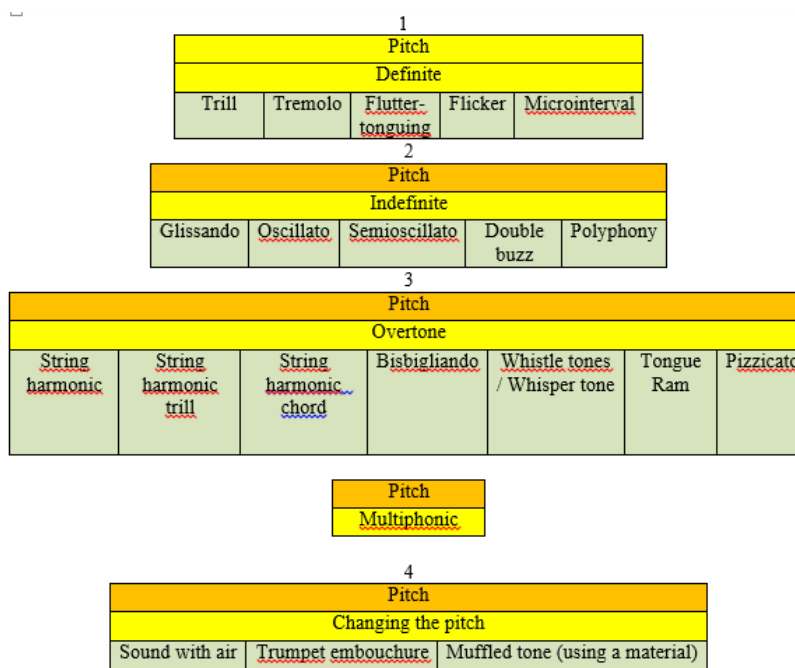 1
Pitch
Definite
Trill Tremolo Flutter- Flicker Microinterval
tonguing
2
Pitch
Indefinite
Glissando Oscillato Semioscillato Double Polyphony
buzz
3
Pitch
Overtone
String String String Bisbigliando Whistle tones Tongue Pizzicato
harmonic harmonic harmonic / Whisper tone Ram
trill chord
Pitch
Multiphonic
4
Pitch
Changing the pitch
Sound with air Trumpet embouchure Muffled tone (using a material)